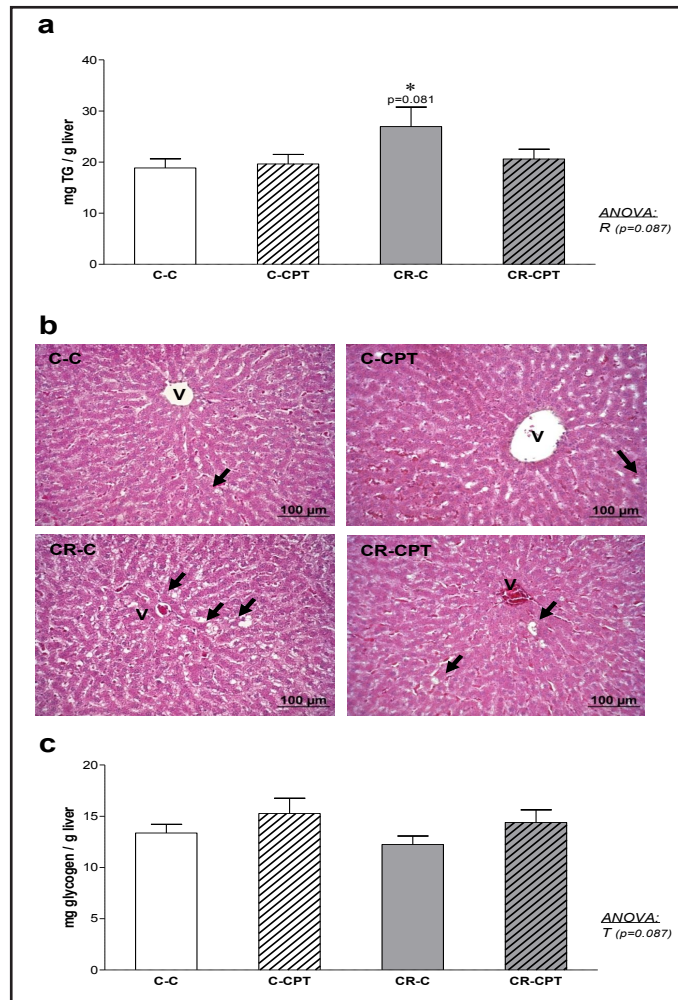 a
mg TG / g liver
40
30
20
10
0
*
p=0.081
C-C
C-CPT
CR-C
CR-CPT
ANOVA:
R (p=0.087)
b
C-C
V
100 µm
C-CPT
V
100 µm
CR-C
V
100 µm
CR-CPT
V
100 µm
c
mg glycogen / g liver
20
15
10
5
0
C-C
C-CPT
CR-C
CR-CPT
ANOVA:
T (p=0.087)